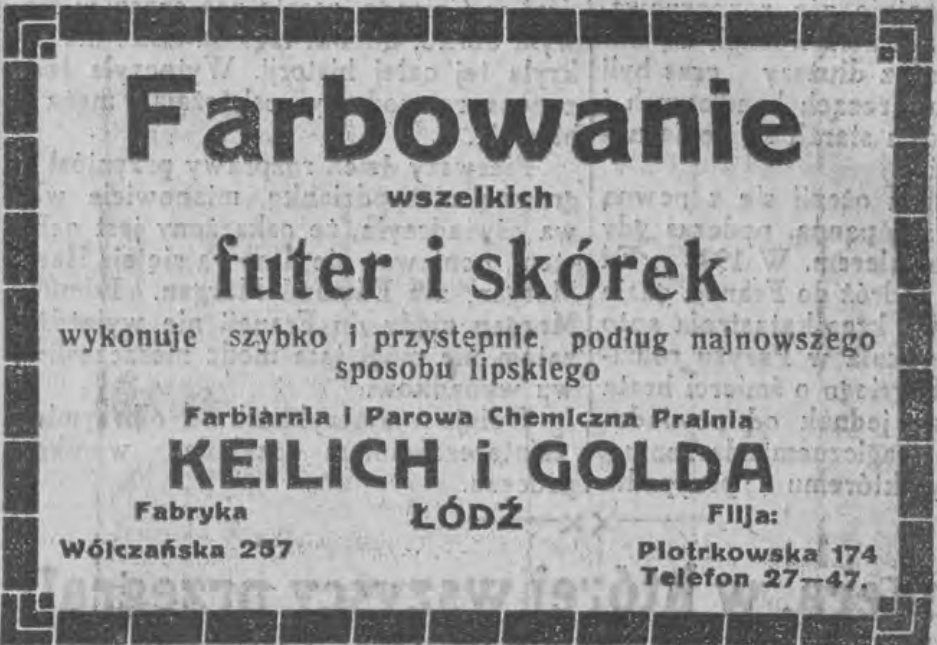 Farbowanie
wszelkich
futer i skórek
wykonuje szybko i przystępnie podług najnowszego
sposobu lipskiego
Farbiarnia i Parowa Chemiczna Pralnia
KEILICH i GOLDA
Fabryka ŁÓDŹ Filja:
Wólczańska 257 Piotrkowska 174
Telefon 27—47.